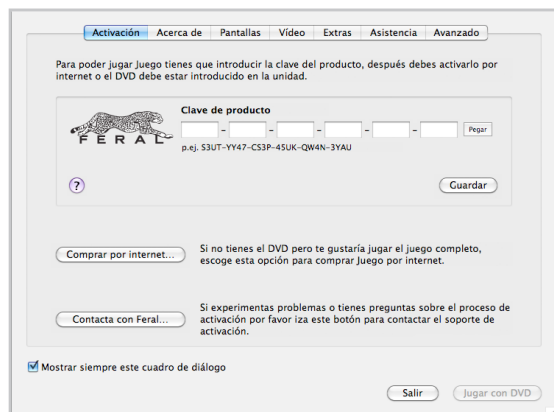 Activación Acerca de Pantallas Vídeo Extras Asistencia Avanzado
Para poder jugar Juego tienes que introducir la clave del producto, después debes activarlo por
internet o el DVD debe estar introducido en la unidad.
Clave de producto
- - - - - Pegar
FERAL
p.ej. S3UT-YY47-CS3P-45UK-QW4N-3YAU
? Guardar
Comprar por internet...
Si no tienes el DVD pero te gustaría jugar el juego completo,
escoge esta opción para comprar Juego por internet.
Contacta con Feral...
Si experimentas problemas o tienes preguntas sobre el proceso de
activación por favor iza este botón para contactar el soporte de
activación.
Mostrar siempre este cuadro de diálogo
Salir Jugar con DVD